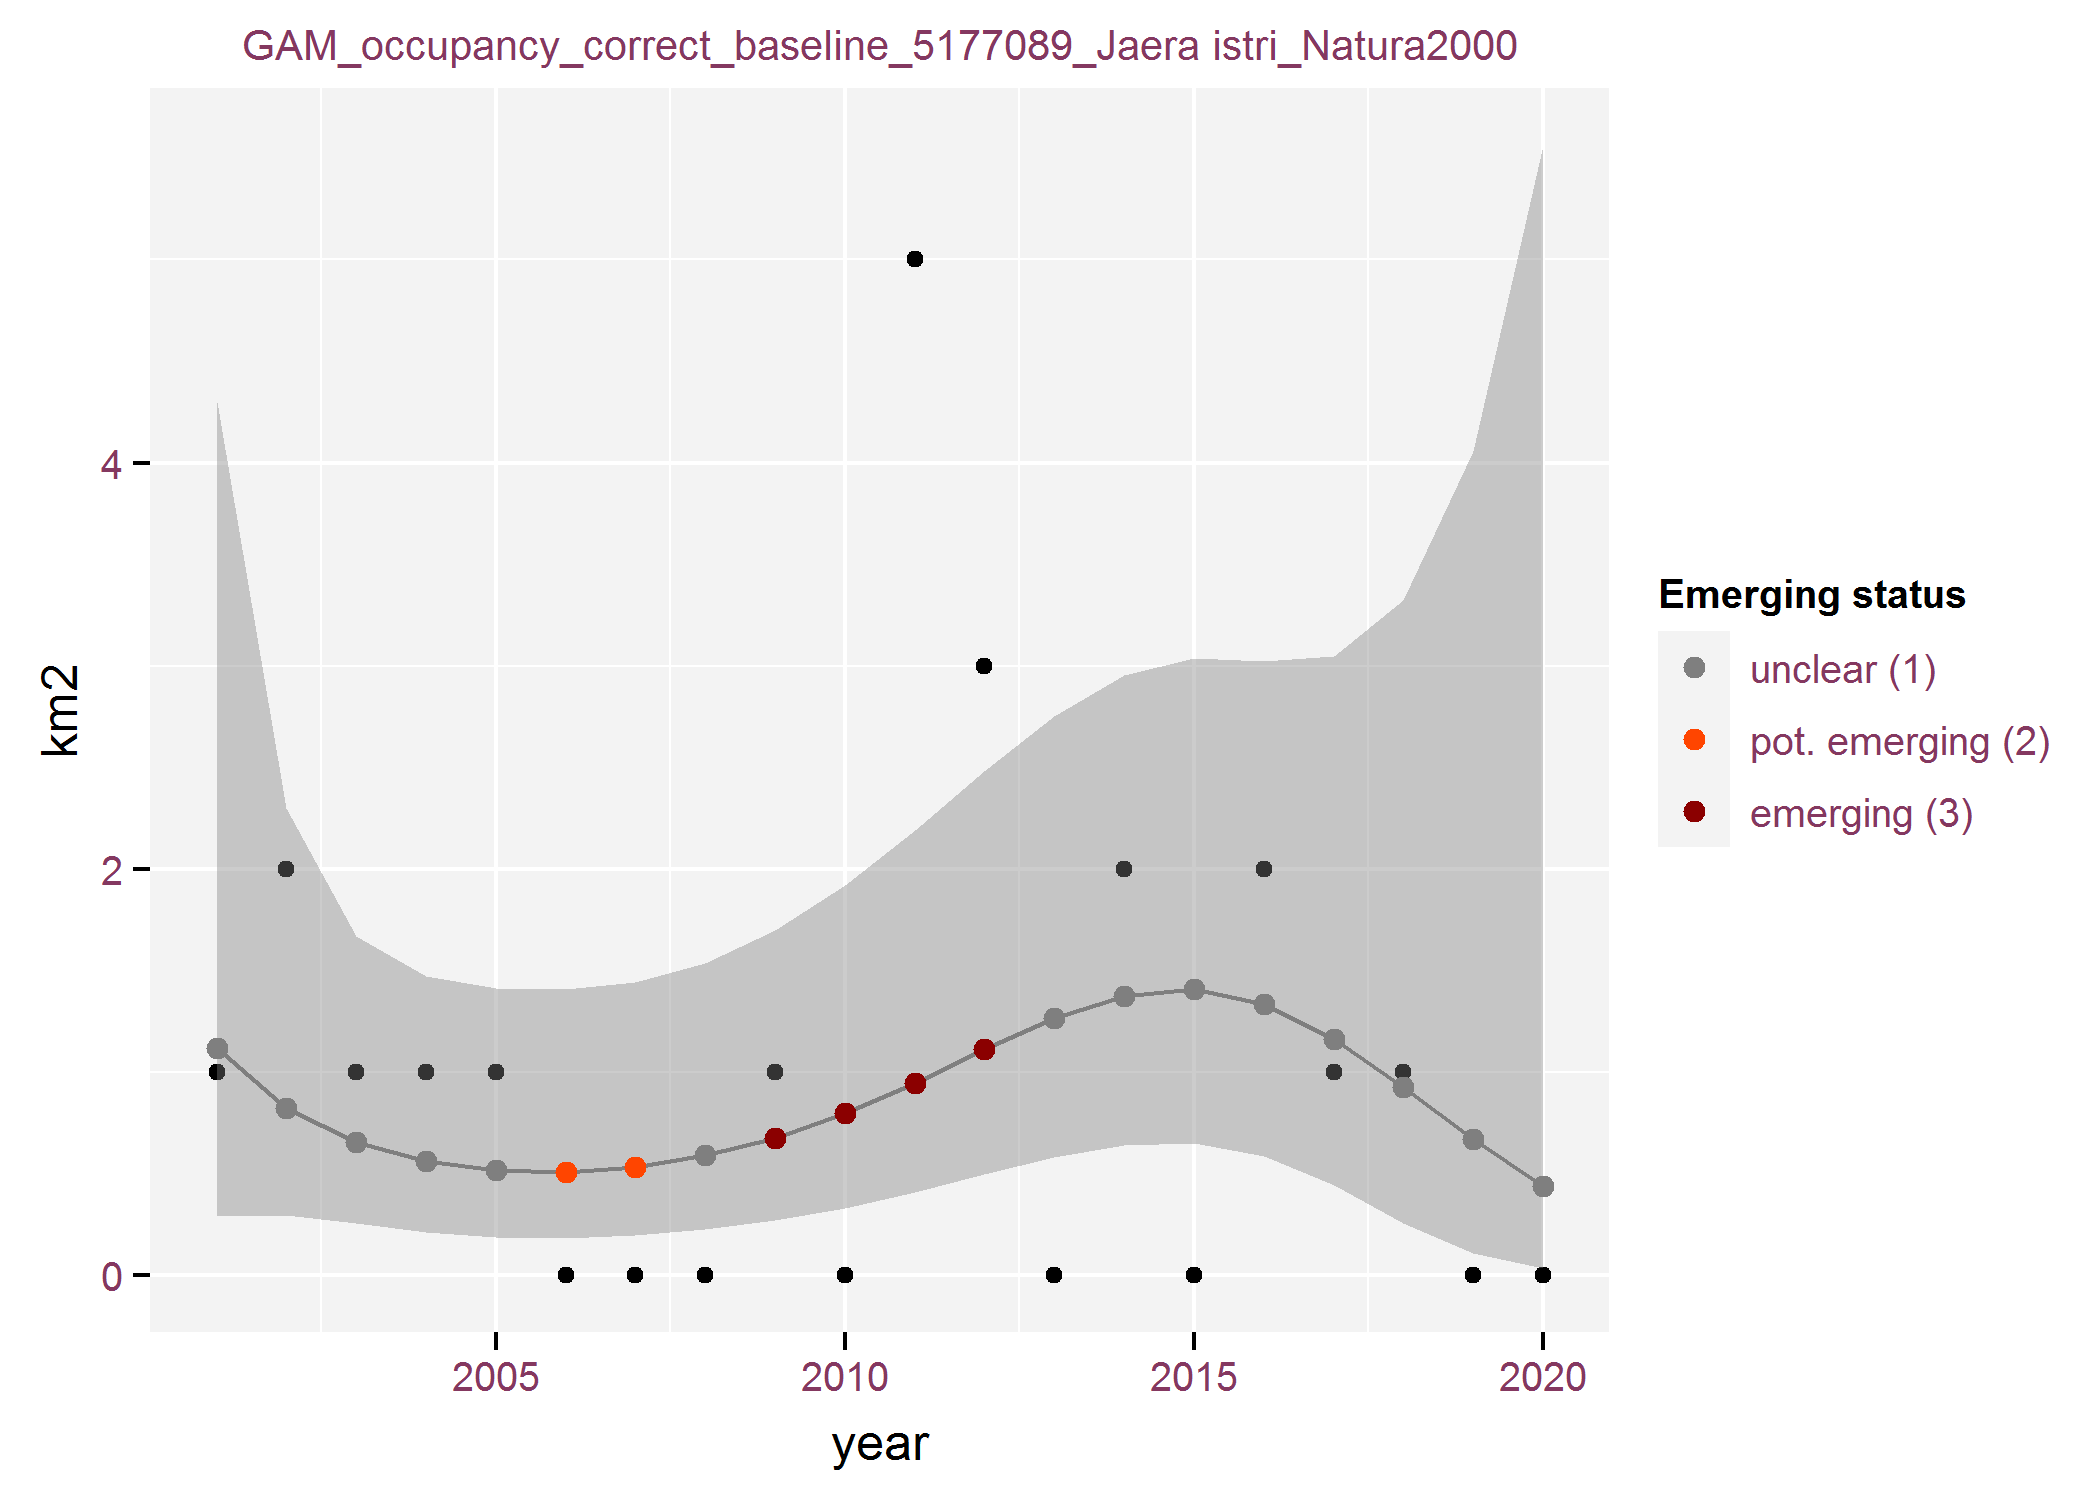 GAM_occupancy_correct_baseline_5177089_Jaera istri_Natura2000
4
2
0
km2
2005
2010
2015
2020
year
Emerging status
unclear (1)
pot. emerging (2)
emerging (3)